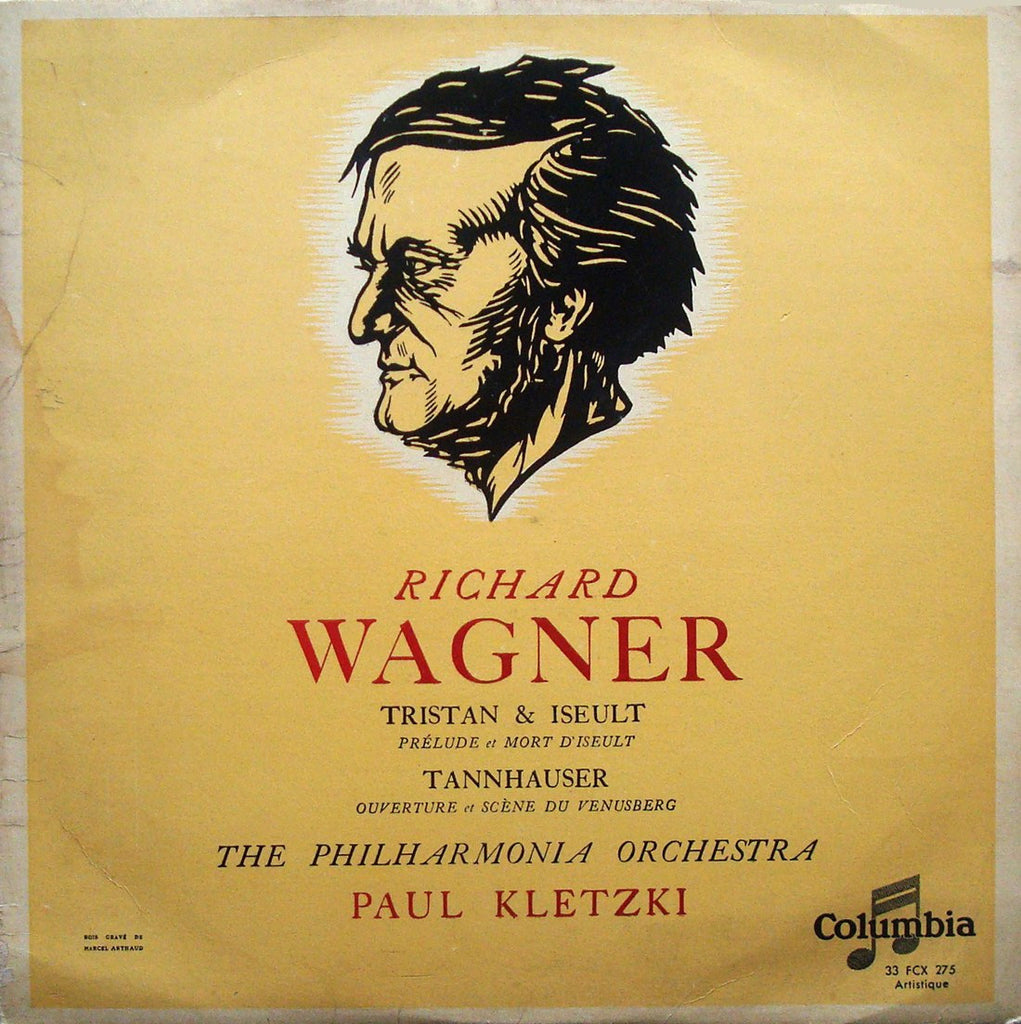 RICHARD
WAGNER
TRISTAN & ISEULT
PRÉLUDE et MORT D'ISEULT
TANNHAUSER
OUVERTURE et SCÈNE DU VENUSBERG
THE PHILHARMONIA ORCHESTRA
PAUL KLETZKI
BOIS GRAVÉ DE
MARCEL ARTHAUD
Columbia
33 FCX 275
Artistique